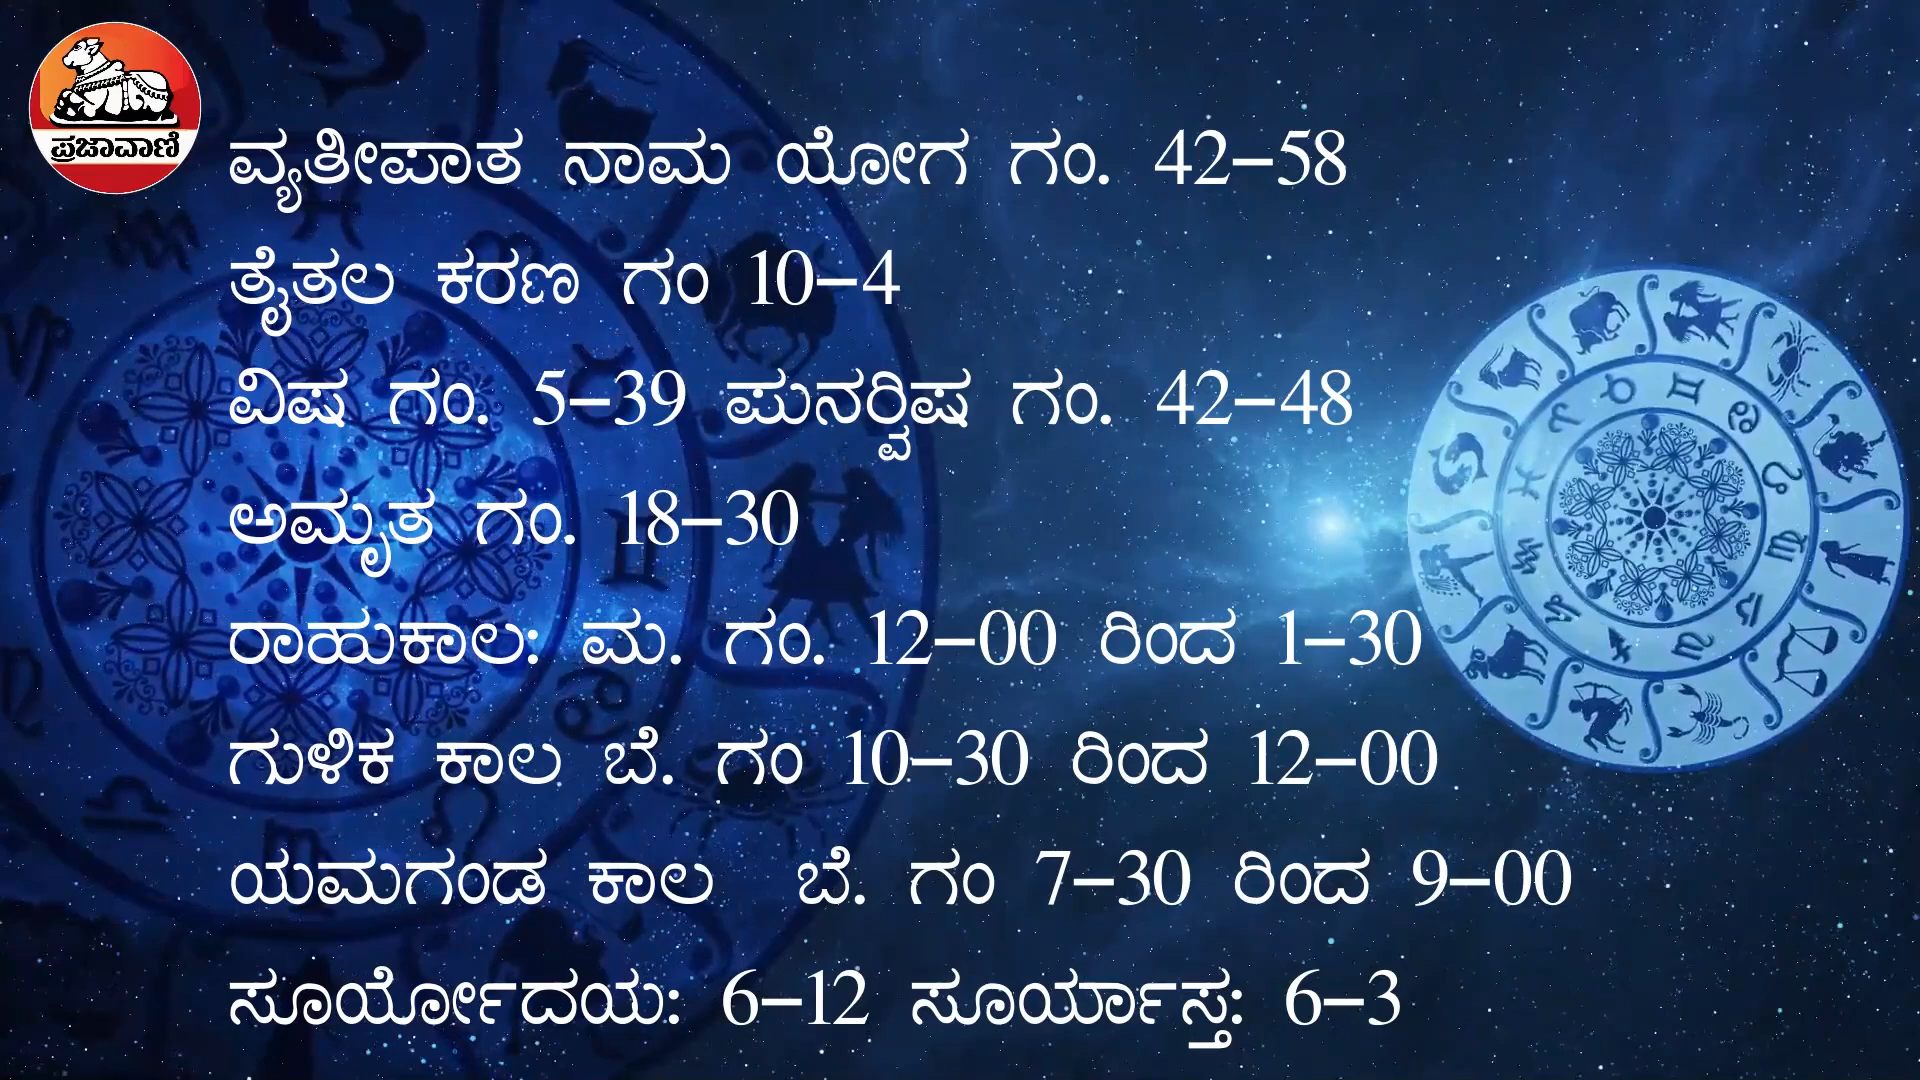 ಪ್ರಜಾವಾಣಿ
ವ್ಯತೀಪಾತ ನಾಮ ಯೋಗ ಗಂ. 42–58
ತೈತಲ ಕರಣ ಗಂ 10–4
ವಿಷ ಗಂ. 5–39 ಪುನರ‍್ವಿಷ ಗಂ. 42–48
ಅಮೃತ ಗಂ. 18–30
ರಾಹುಕಾಲ: ಮ. ಗಂ. 12–00 ರಿಂದ 1–30
ಗುಳಿಕ ಕಾಲ ಬೆ. ಗಂ 10–30 ರಿಂದ 12–00
ಯಮಗಂಡ ಕಾಲ ಬೆ. ಗಂ 7–30 ರಿಂದ 9–00
ಸೂರ್ಯೋದಯ: 6–12 ಸೂರ್ಯಾಸ್ತ: 6–3